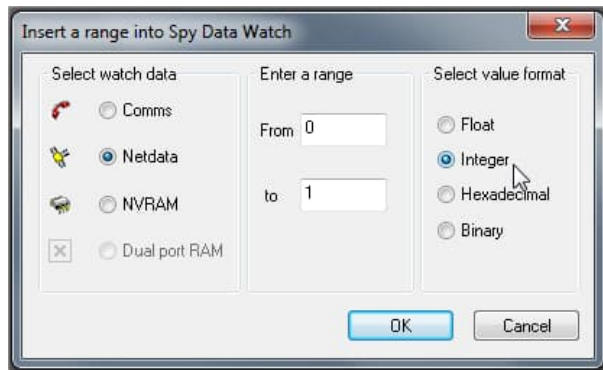 Insert a range into Spy Data Watch
Select watch data
Comms
Netdata
NVRAM
Dual port RAM
Enter a range
From 0
to 1
Select value format
Float
Integer
Hexadecimal
Binary
OK
Cancel